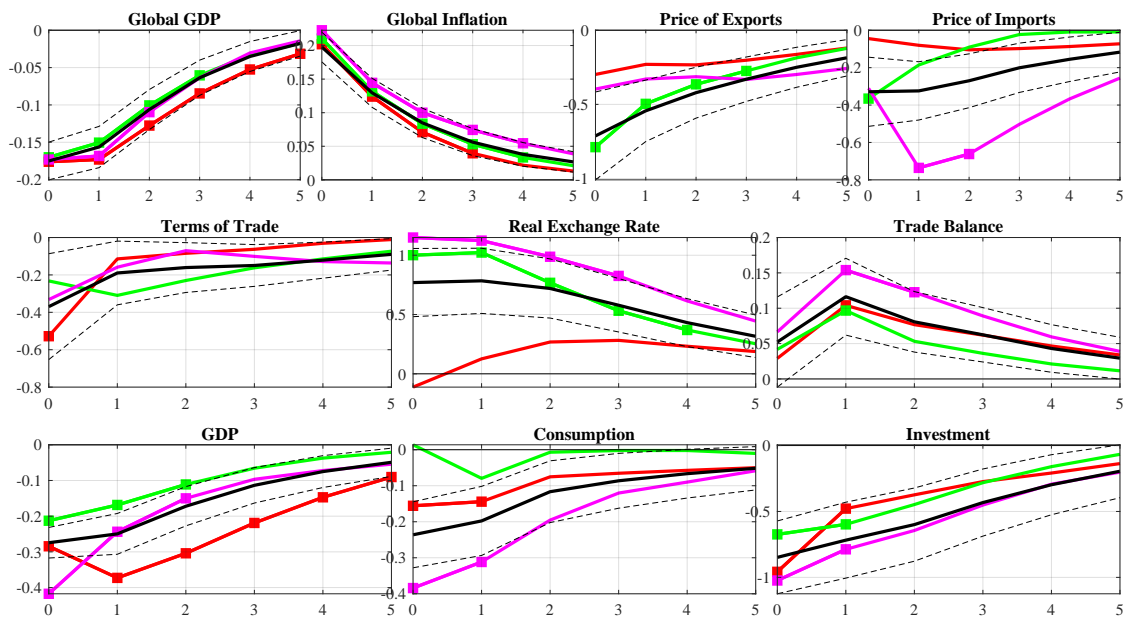 Global GDP
0
-0.05
-0.1
-0.15
-0.2
0 1 2 3 4 5
Global Inflation
0.2
0.15
0.1
0.05
0
0 1 2 3 4 5
Price of Exports
0
-0.5
-1
0 1 2 3 4 5
Price of Imports
0
-0.2
-0.4
-0.6
-0.8
0 1 2 3 4 5
Terms of Trade
0
-0.2
-0.4
-0.6
-0.8
0 1 2 3 4 5
Real Exchange Rate
1
0.5
0
0 1 2 3 4 5
Trade Balance
0.2
0.15
0.1
0.05
0
0 1 2 3 4 5
GDP
0
-0.1
-0.2
-0.3
-0.4
0 1 2 3 4 5
Consumption
0
-0.1
-0.2
-0.3
-0.4
0 1 2 3 4 5
Investment
0
-0.5
-1
0 1 2 3 4 5